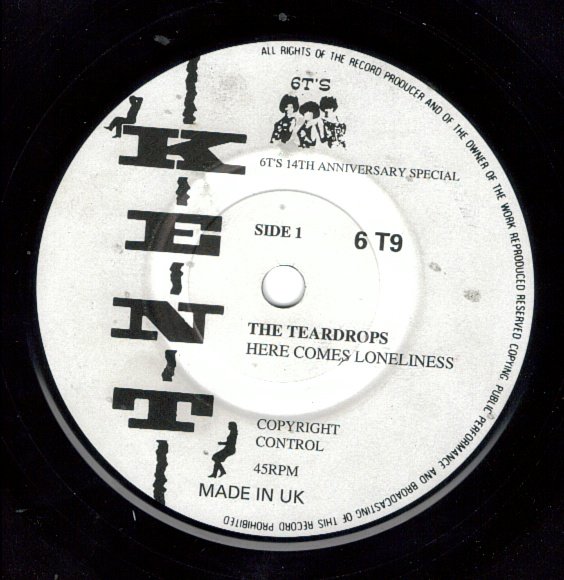 ALL RIGHTS OF THE RECORD PRODUCER AND OF THE OWNER OF THE WORK REPRODUCED RESERVED COPYING PUBLIC PERFORMANCE AND BROADCASTING OF THIS RECORD PROHIBITED
6T'S
KENT
6T'S 14TH ANNIVERSARY SPECIAL
SIDE 1
6 T9
THE TEARDROPS
HERE COMES LONELINESS
COPYRIGHT
CONTROL
45RPM
MADE IN UK